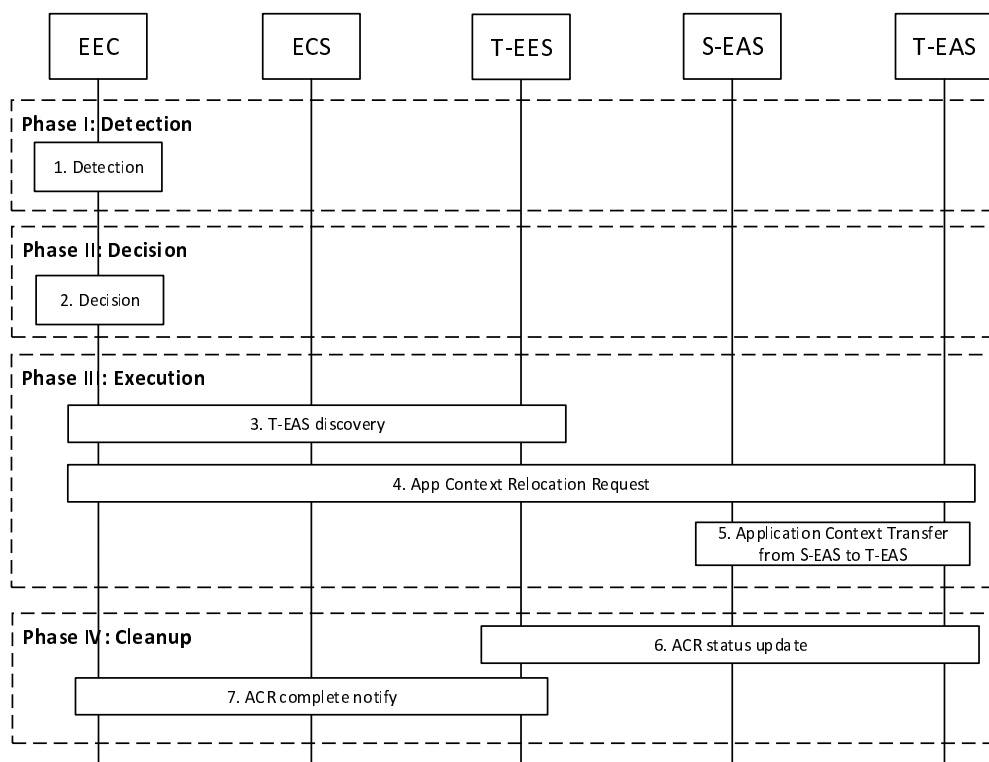 EEC
ECS
T-EES
S-EAS
T-EAS
Phase I: Detection
1. Detection
Phase II: Decision
2. Decision
Phase III: Execution
3. T-EAS discovery
4. App Context Relocation Request
5. Application Context Transfer
from S-EAS to T-EAS
Phase IV: Cleanup
6. ACR status update
7. ACR complete notify